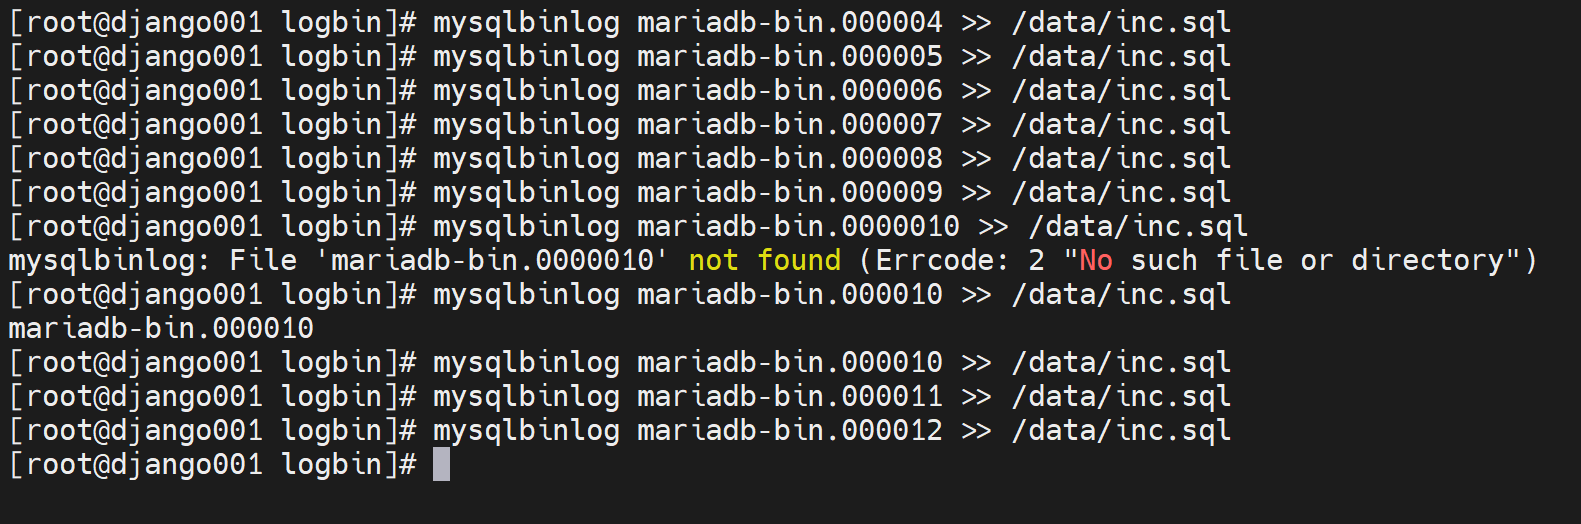 [root@django001 logbin]# mysqlbinlog mariadb-bin.000004 >> /data/inc.sql
[root@django001 logbin]# mysqlbinlog mariadb-bin.000005 >> /data/inc.sql
[root@django001 logbin]# mysqlbinlog mariadb-bin.000006 >> /data/inc.sql
[root@django001 logbin]# mysqlbinlog mariadb-bin.000007 >> /data/inc.sql
[root@django001 logbin]# mysqlbinlog mariadb-bin.000008 >> /data/inc.sql
[root@django001 logbin]# mysqlbinlog mariadb-bin.000009 >> /data/inc.sql
[root@django001 logbin]# mysqlbinlog mariadb-bin.0000010 >> /data/inc.sql
mysqlbinlog: File 'mariadb-bin.0000010' not found (Errcode: 2 "No such file or directory")
[root@django001 logbin]# mysqlbinlog mariadb-bin.000010 >> /data/inc.sql
mariadb-bin.000010
[root@django001 logbin]# mysqlbinlog mariadb-bin.000010 >> /data/inc.sql
[root@django001 logbin]# mysqlbinlog mariadb-bin.000011 >> /data/inc.sql
[root@django001 logbin]# mysqlbinlog mariadb-bin.000012 >> /data/inc.sql
[root@django001 logbin]#